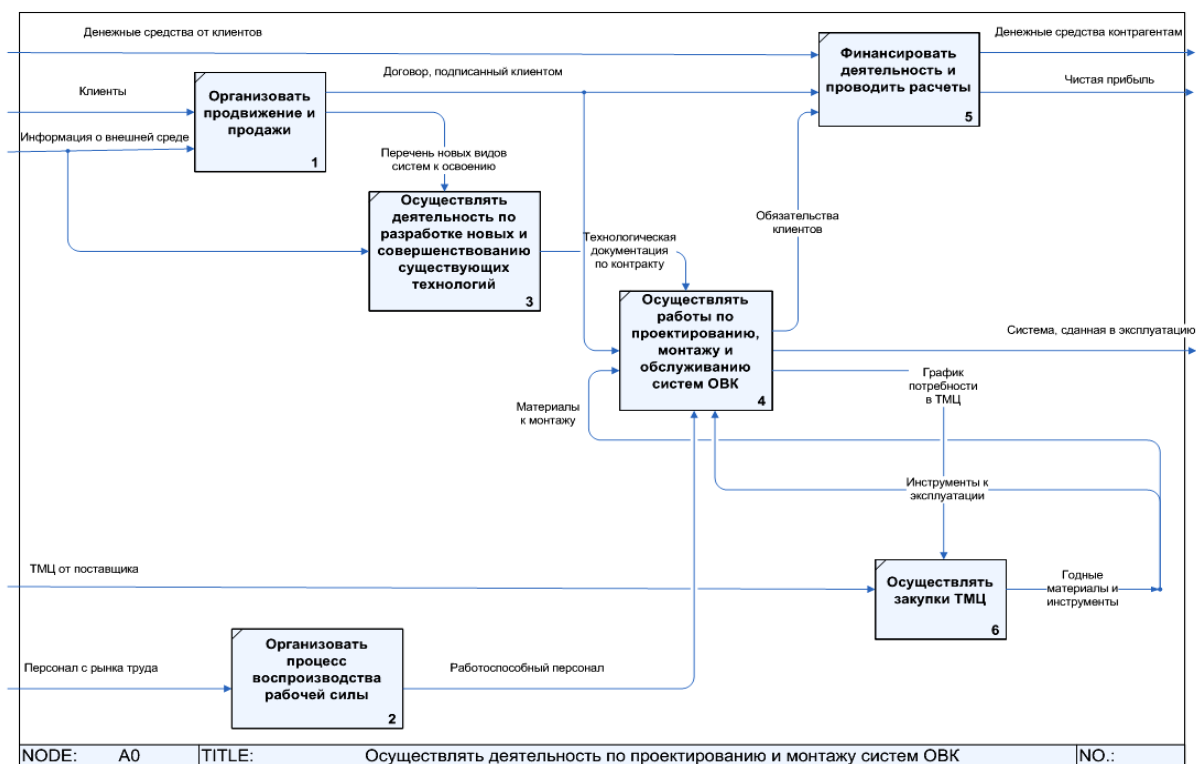 Денежные средства от клиентов
Денежные средства контрагентам
Финансировать
деятельность и
проводить расчеты
5
Договор, подписанный клиентом
Чистая прибыль
Клиенты
Организовать
продвижение и
продажи
1
Информация о внешней среде
Перечень новых видов
систем к освоению
Осуществлять
деятельность по
разработке новых и
совершенствованию
существующих
технологий
3
Обязательства
клиентов
Технологическая
документация
по контракту
Осуществлять
работы по
проектированию,
монтажу и
обслуживанию
систем ОВК
4
Система, сданная в эксплуатацию
График
потребности
в ТМЦ
Материалы
к монтажу
Инструменты к
эксплуатации
ТМЦ от поставщика
Осуществлять
закупки ТМЦ
6
Годные
материалы и
инструменты
Организовать
процесс
воспроизводства
рабочей силы
2
Персонал с рынка труда
Работоспособный персонал
NODE: A0 TITLE: Осуществлять деятельность по проектированию и монтажу систем ОВК NO.: